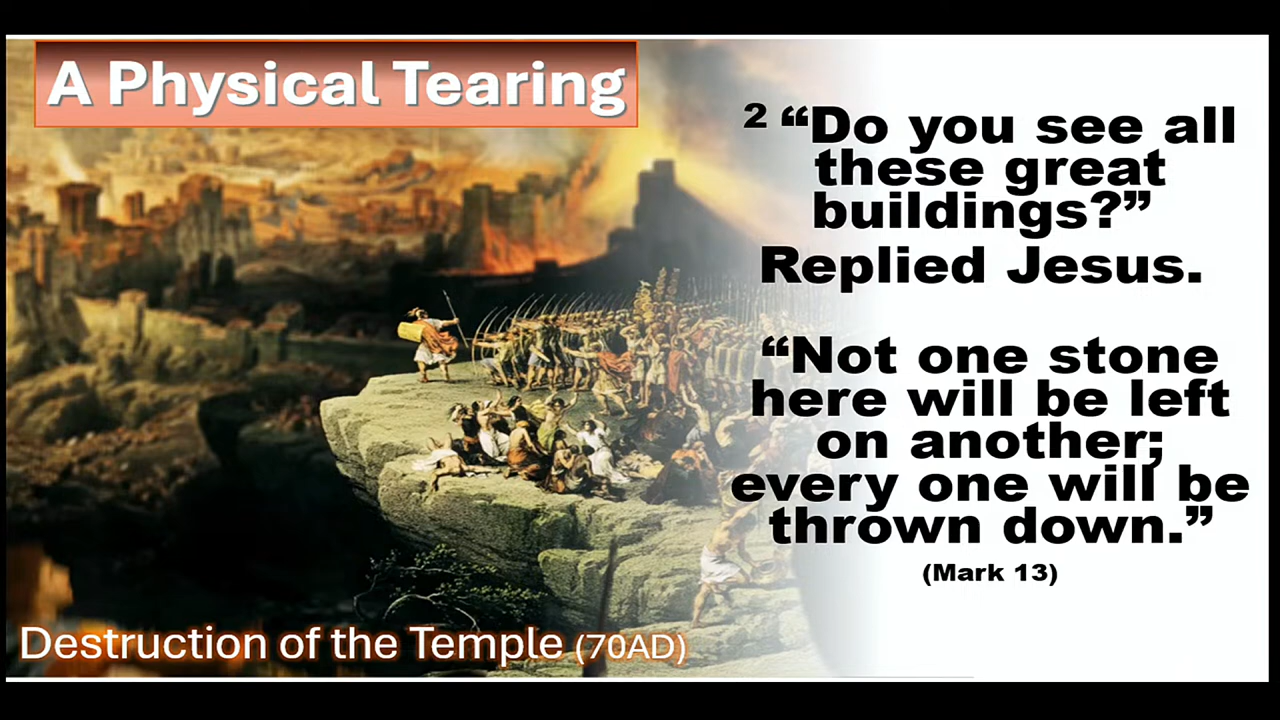 A Physical Tearing
2 “Do you see all
these great
buildings?”
Replied Jesus.
“Not one stone
here will be left
on another;
every one will be
thrown down.”
(Mark 13)
Destruction of the Temple (70AD)